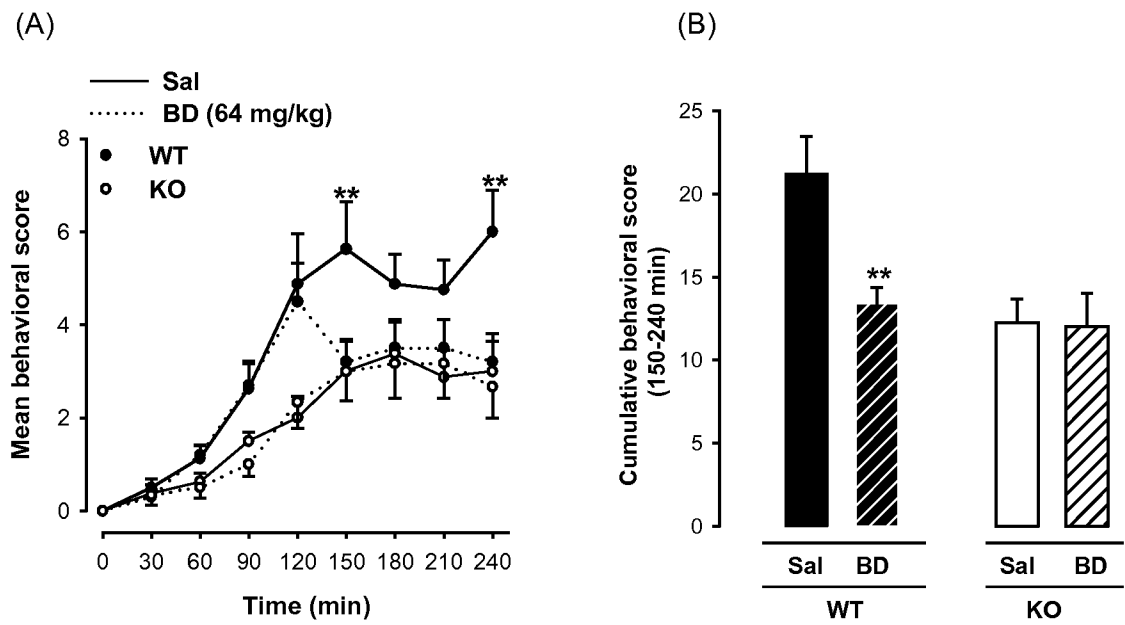 (A)
Sal
BD (64 mg/kg)
WT
KO
Mean behavioral score
8
6
4
2
0
**
**
0 30 60 90 120 150 180 210 240
Time (min)
(B)
Cumulative behavioral score
(150-240 min)
25
20
15
10
5
0
**
Sal BD Sal BD
WT KO